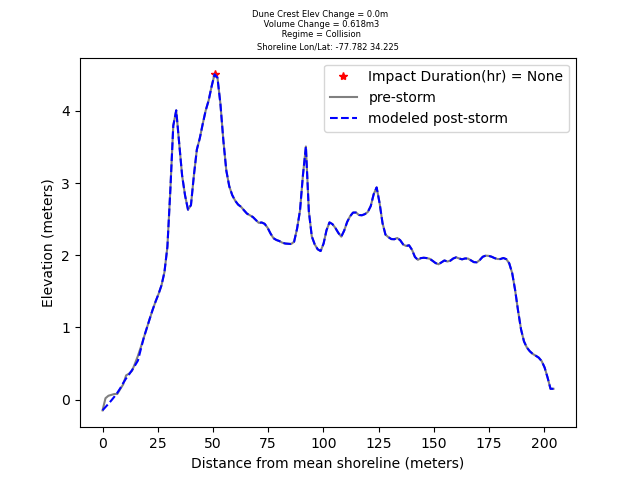 Dune Crest Elev Change = 0.0m
Volume Change = 0.618m3
Regime = Collision
Shoreline Lon/Lat: -77.782 34.225
Impact Duration(hr) = None
pre-storm
modeled post-storm
Elevation (meters)
4
3
2
1
0
0 25 50 75 100 125 150 175 200
Distance from mean shoreline (meters)